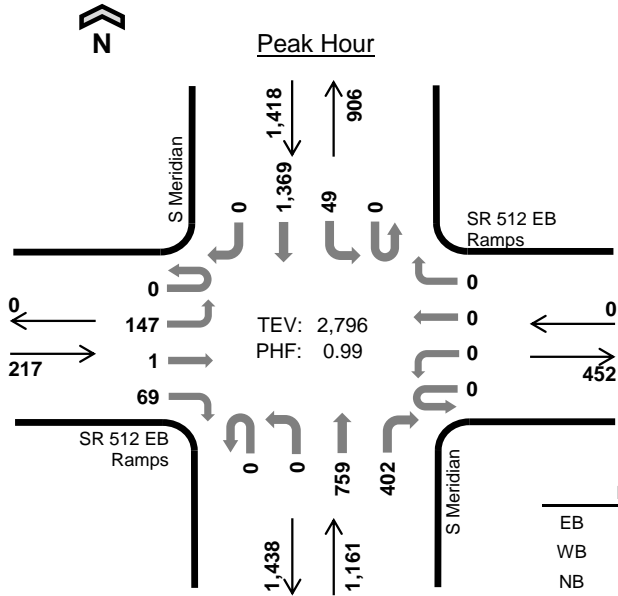 N
Peak Hour
1,418
906
S Meridian
0
1,369
49
0
SR 512 EB
Ramps
0
0
147
1
69
217
TEV: 2,796
PHF: 0.99
0
0
0
0
0
452
SR 512 EB
Ramps
0
0
759
402
S Meridian
1,438
1,161
EB
WB
NB